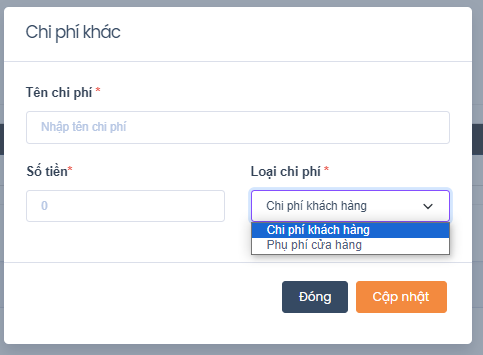 Chi phí khác
Tên chi phí *
Nhập tên chi phí
Số tiền* Loại chi phí *
0 Chi phí khách hàng
Chi phí khách hàng
Phụ phí cửa hàng
Đóng Cập nhật